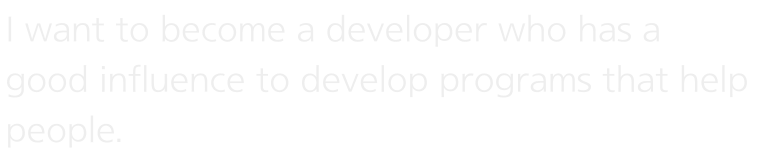 I want to become a developer who has a
good influence to develop programs that help
people.